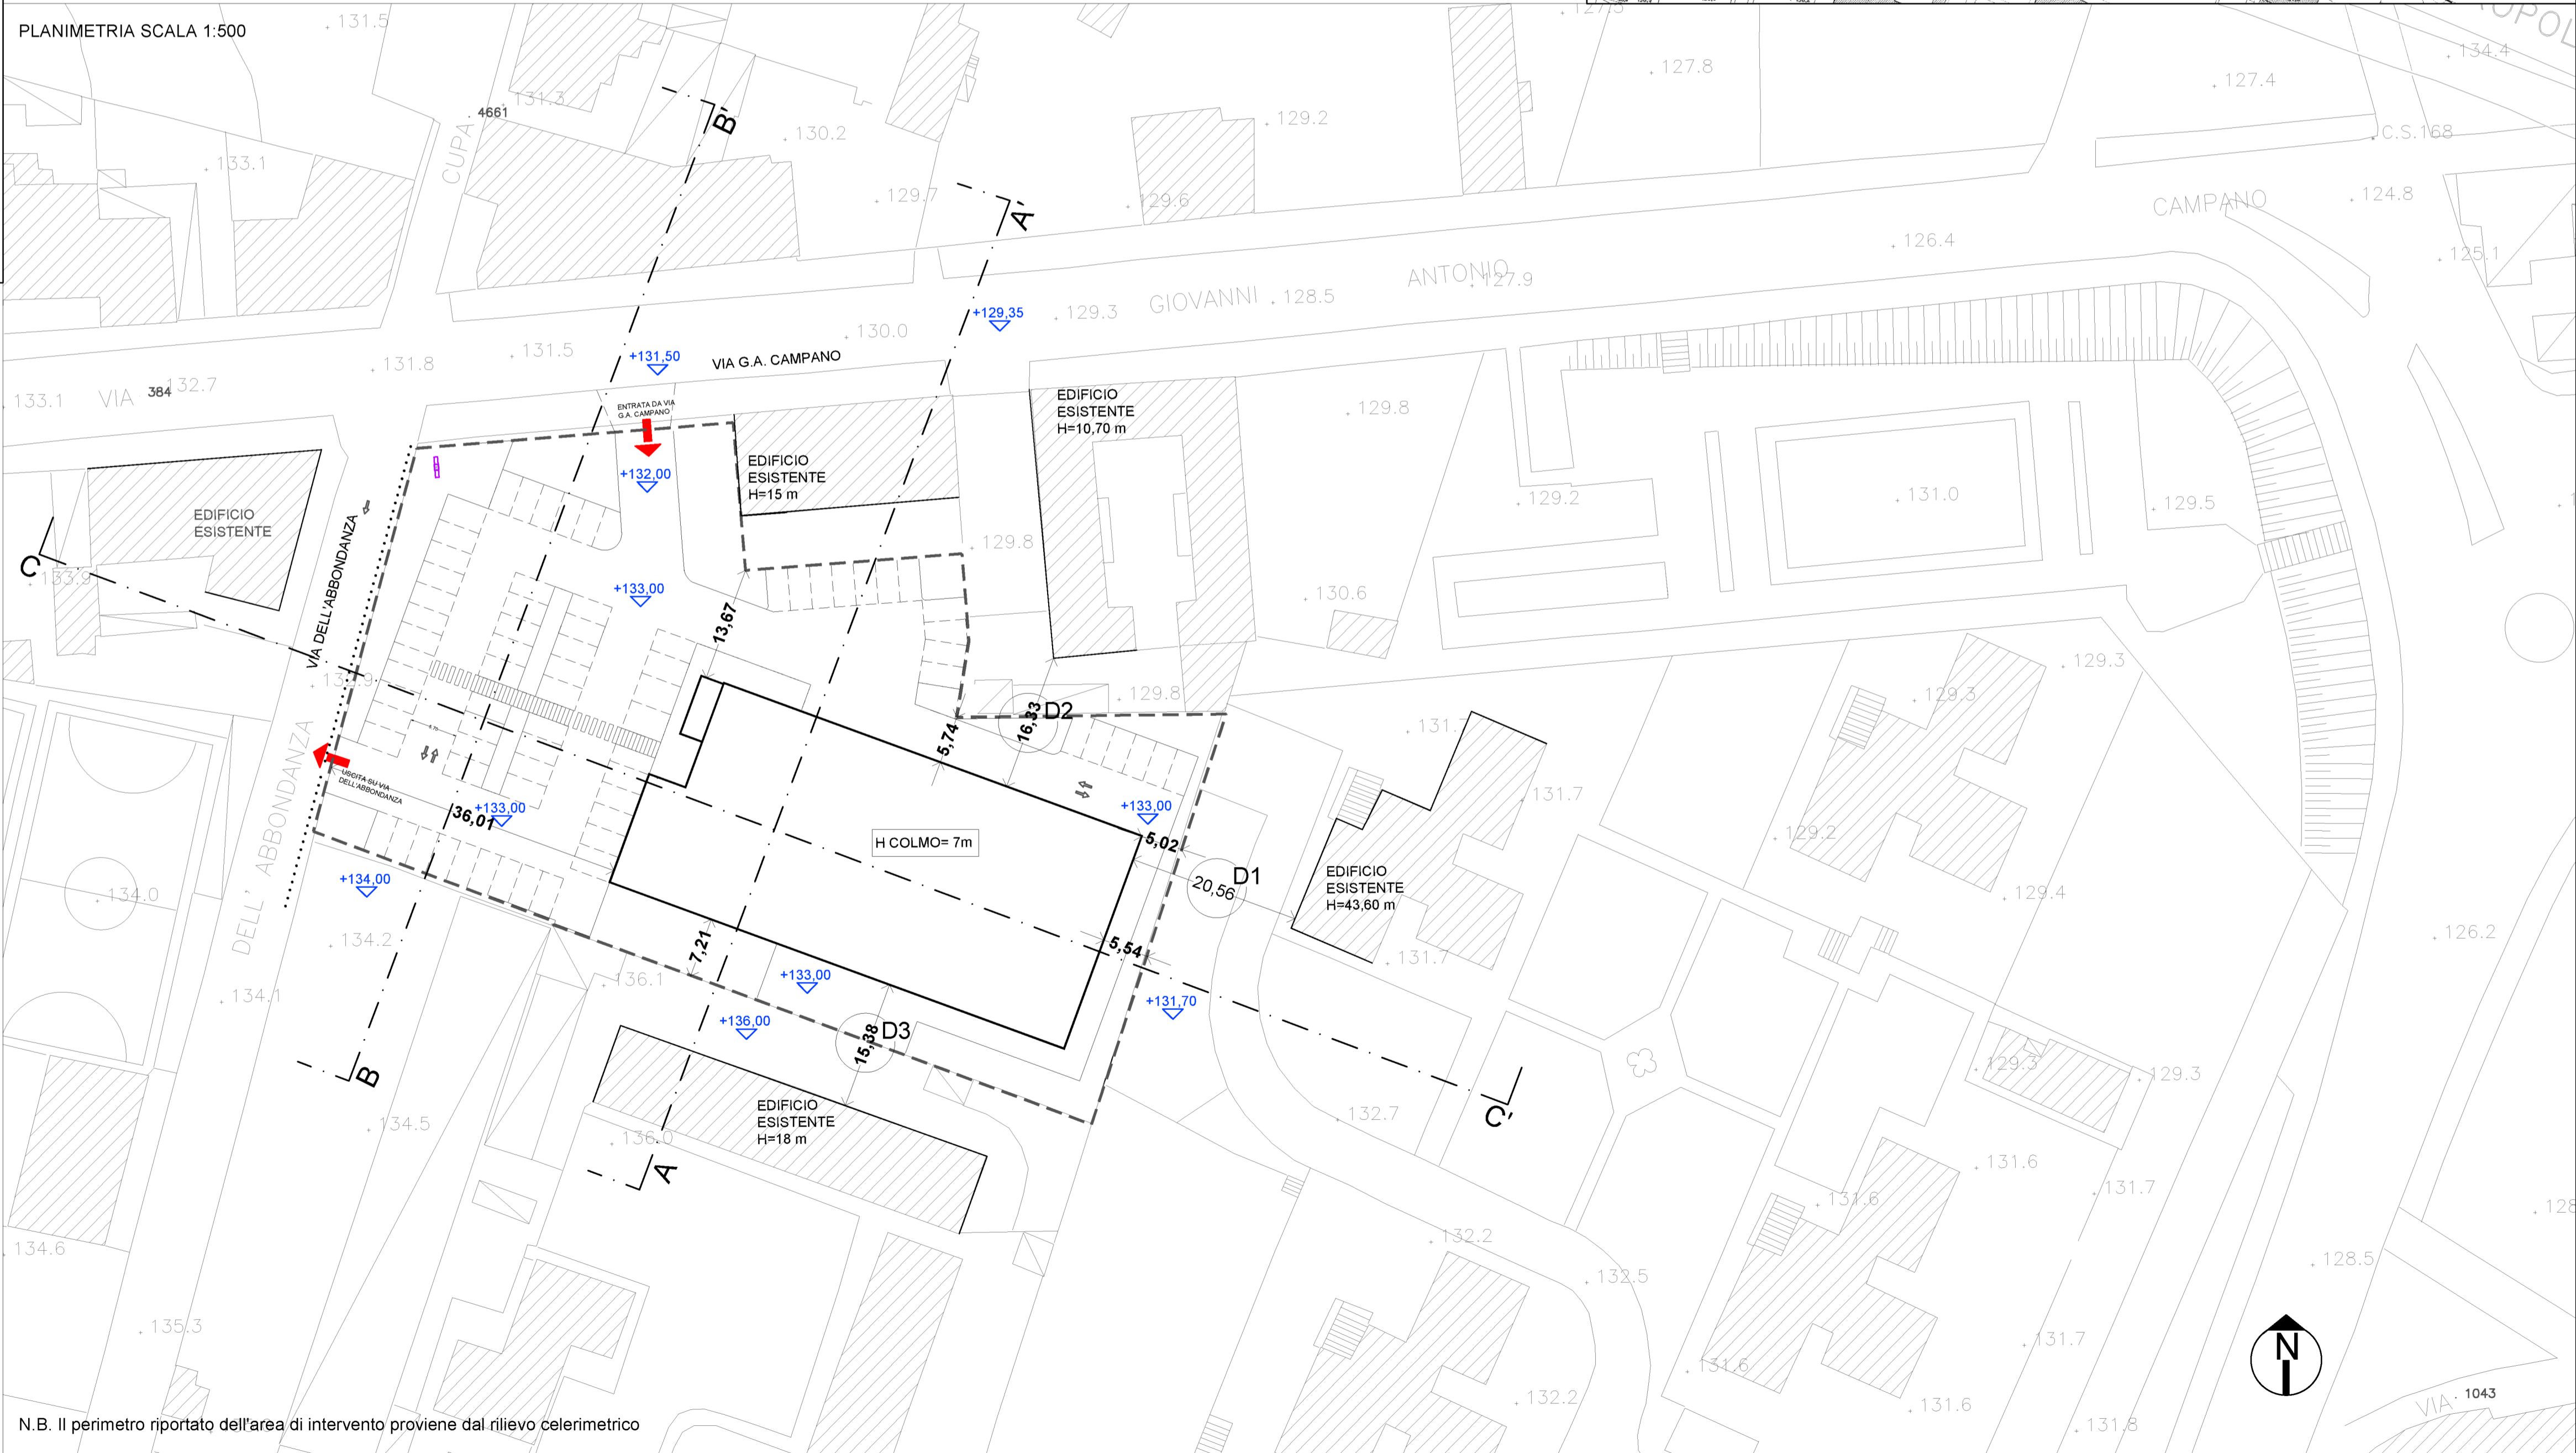 PLANIMETRIA SCALA 1:500
131.5
127.8
134.4
127.4
131.3
4661
CUPA
B'
130.2
129.2
C.S.168
133.1
129.7
129.6
A'
CAMPANO
124.8
126.4
125.1
ANTONIO
127.9
GIOVANNI
128.5
129.3
+129,35
130.0
131.5
131.8
+131,50
VIA G.A. CAMPANO
133.1
VIA
384
132.7
ENTRATA DA VIA
G.A. CAMPANO
EDIFICIO
ESISTENTE
H=10,70 m
129.8
+132,00
EDIFICIO
ESISTENTE
H=15 m
129.2
131.0
129.5
EDIFICIO
ESISTENTE
VIA DELL'ABBONDANZA
129.8
C
133.9
+133,00
13,67
130.6
129.3
129.8
129.3
D2
16,33
5,74
131.7
129.2
DELL' ABBONDANZA
USCITA SU VIA
DELL'ABBONDANZA
+133,00
36,01
+133,00
H COLMO= 7m
5,02
D1
20,56
EDIFICIO
ESISTENTE
H=43,60 m
+134,00
134.0
129.4
134.2
7,21
5,54
131.7
126.2
+133,00
134.1
136.1
+136,00
+131,70
D3
15,38
B
129.3
129.3
EDIFICIO
ESISTENTE
H=18 m
132.7
C'
134.5
136.0
A
131.6
131.7
131.6
134.6
132.2
128.5
132.5
135.3
131.7
N
131.6
132.2
131.6
131.8
VIA
1043
N.B. Il perimetro riportato dell'area di intervento proviene dal rilievo celerimetrico